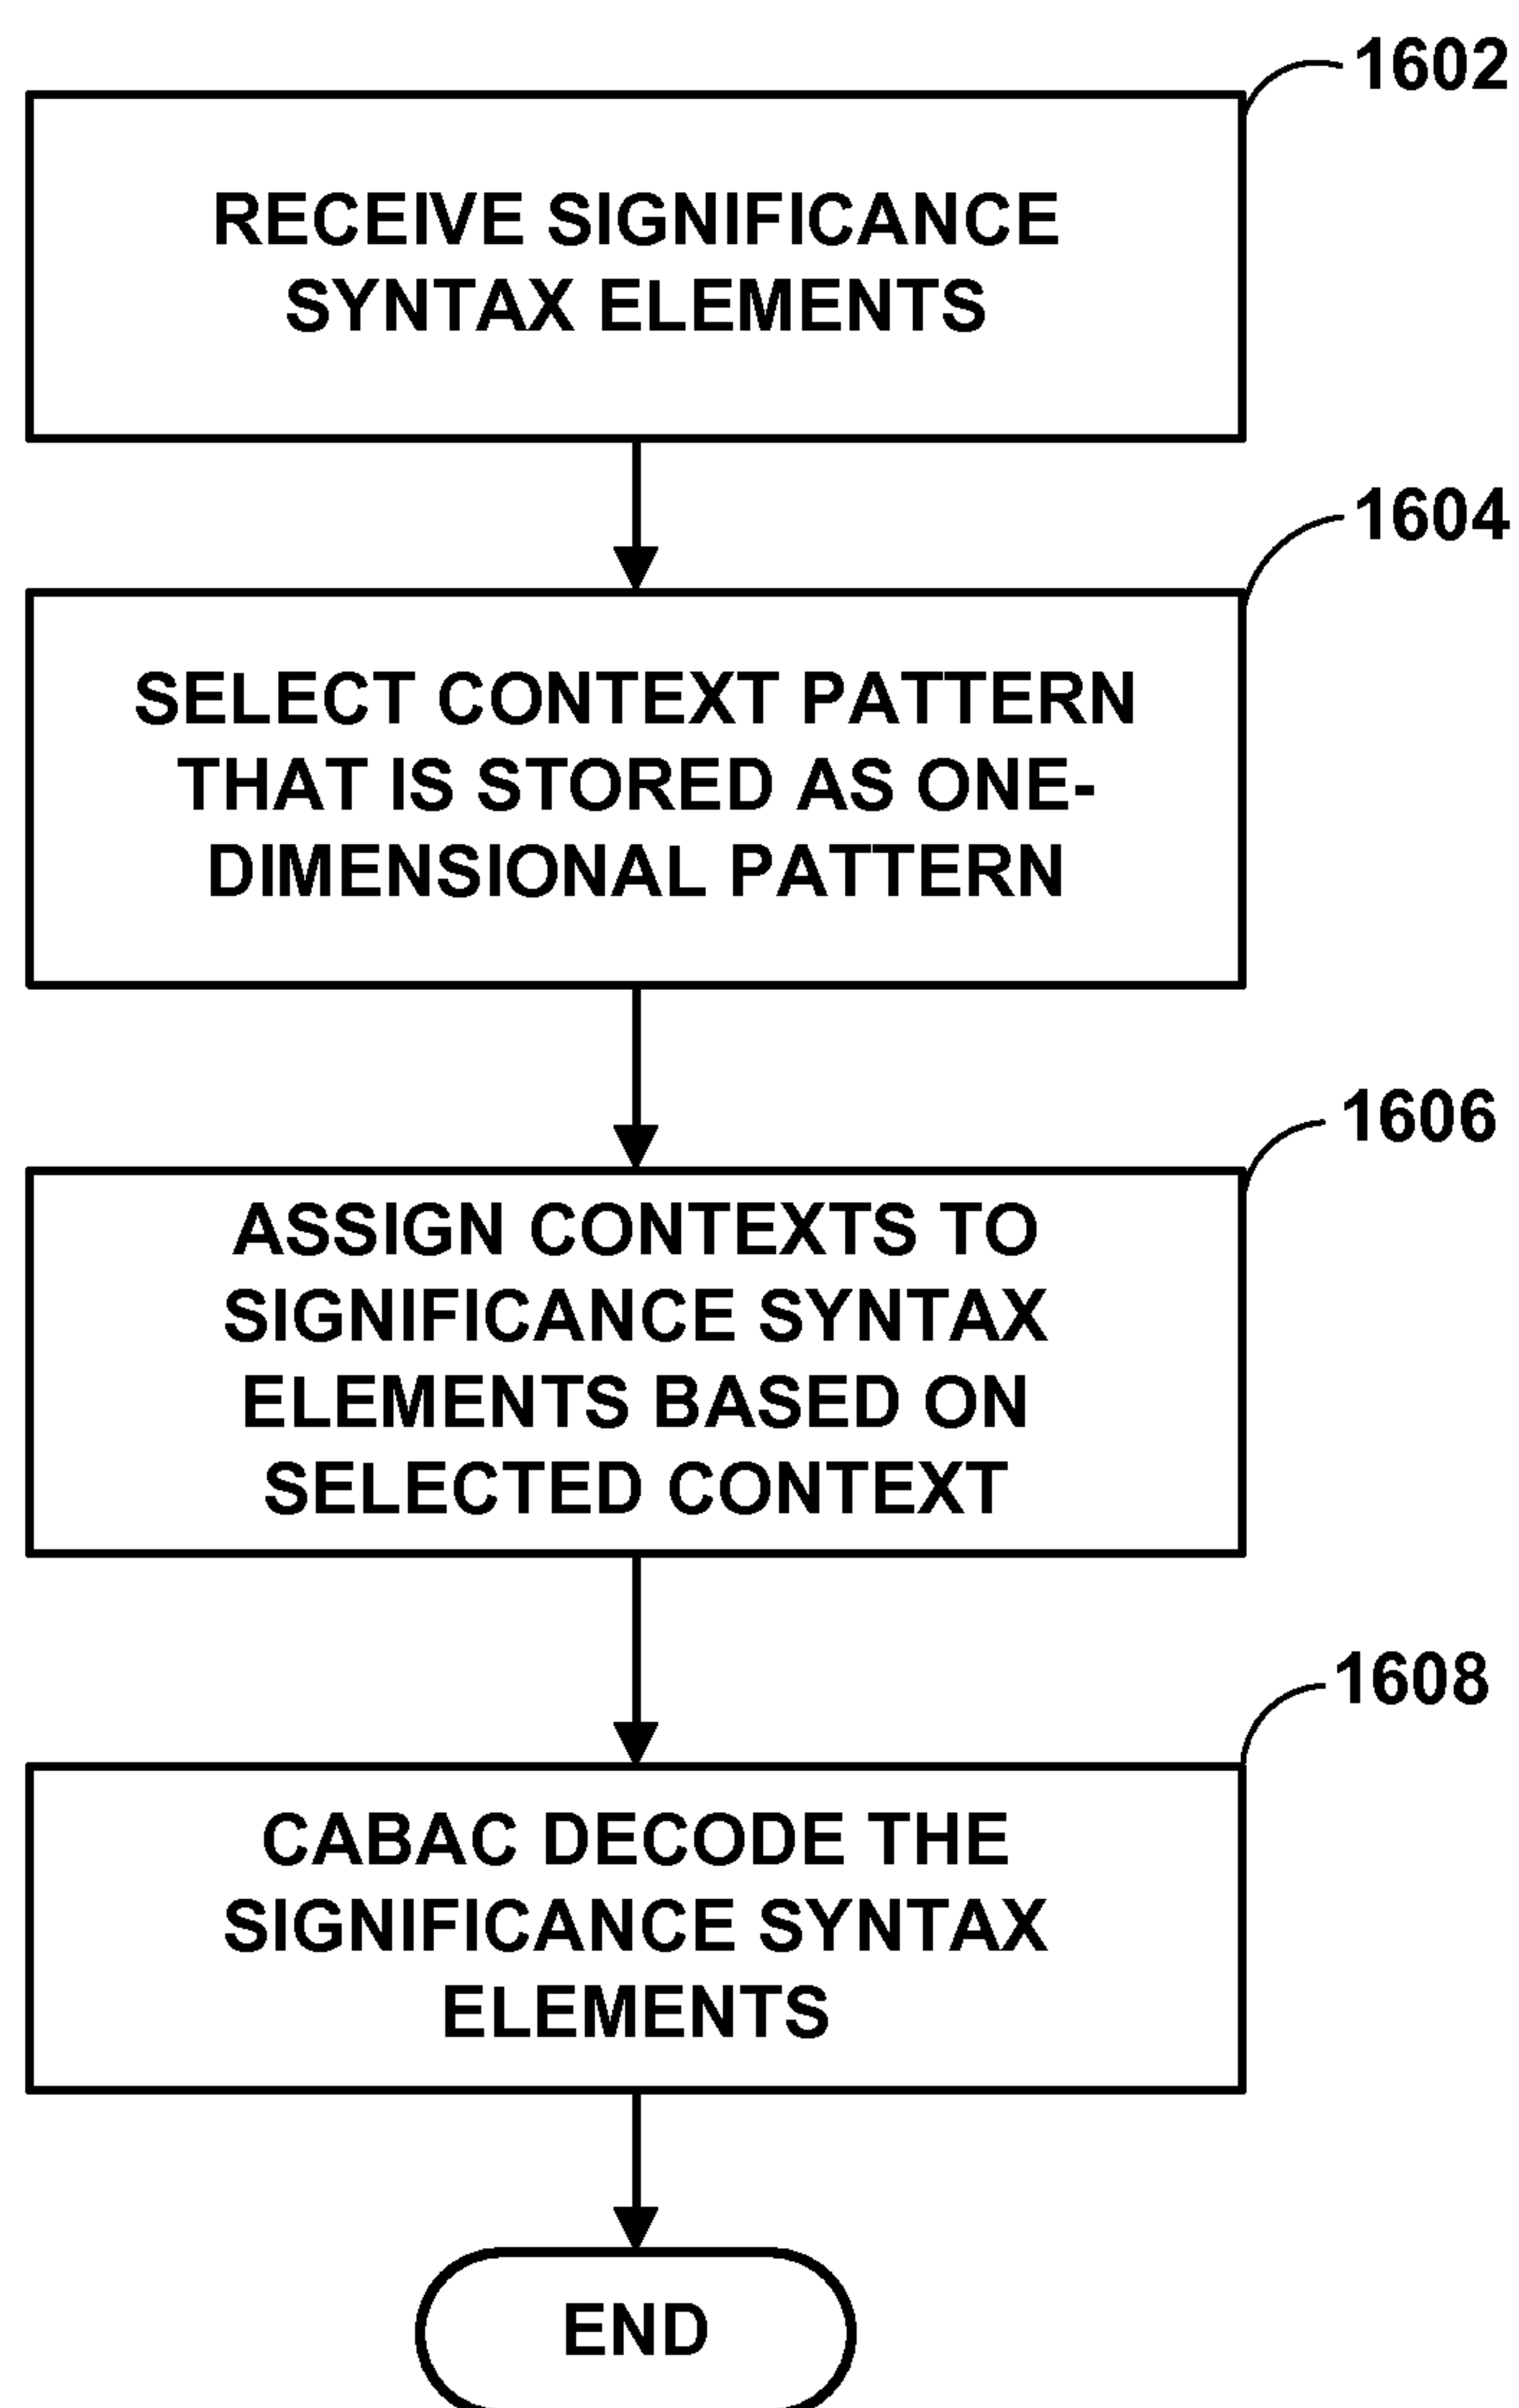 1602
RECEIVE SIGNIFICANCE
SYNTAX ELEMENTS
1604
SELECT CONTEXT PATTERN
THAT IS STORED AS ONE-
DIMENSIONAL PATTERN
1606
ASSIGN CONTEXTS TO
SIGNIFICANCE SYNTAX
ELEMENTS BASED ON
SELECTED CONTEXT
1608
CABAC DECODE THE
SIGNIFICANCE SYNTAX
ELEMENTS
END